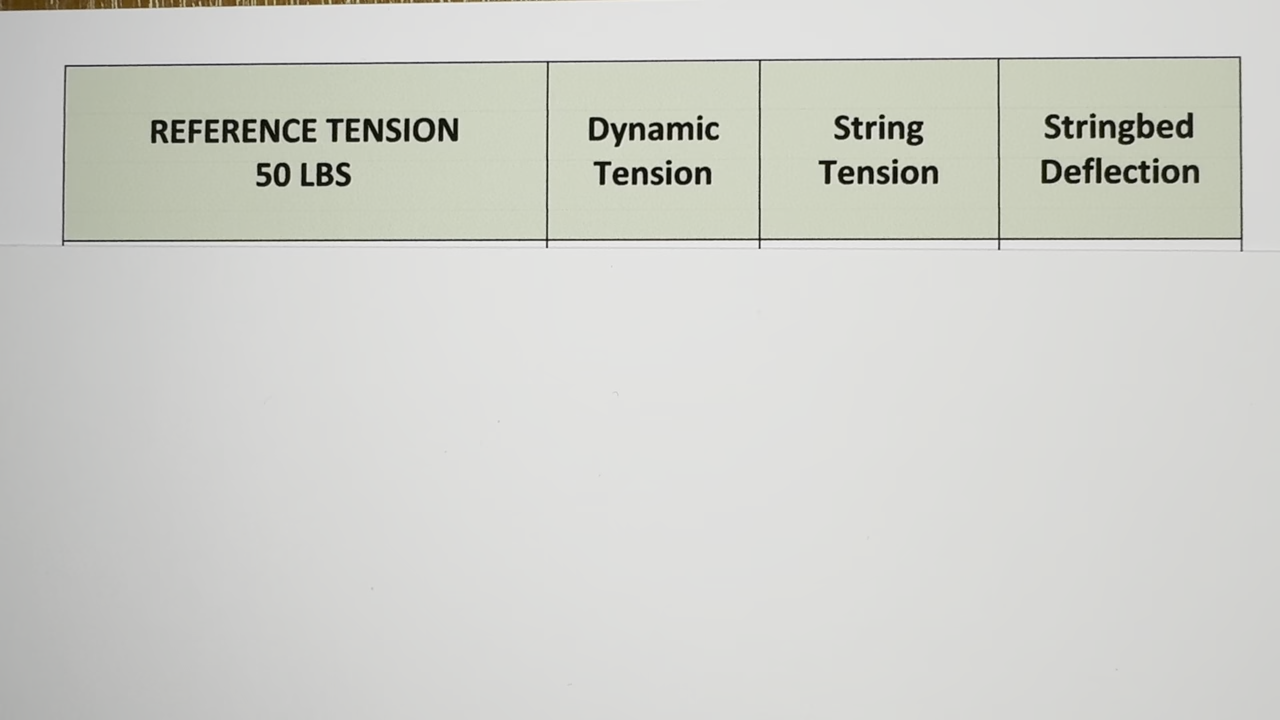 REFERENCE TENSION
50 LBS
Dynamic
Tension
String
Tension
Stringbed
Deflection